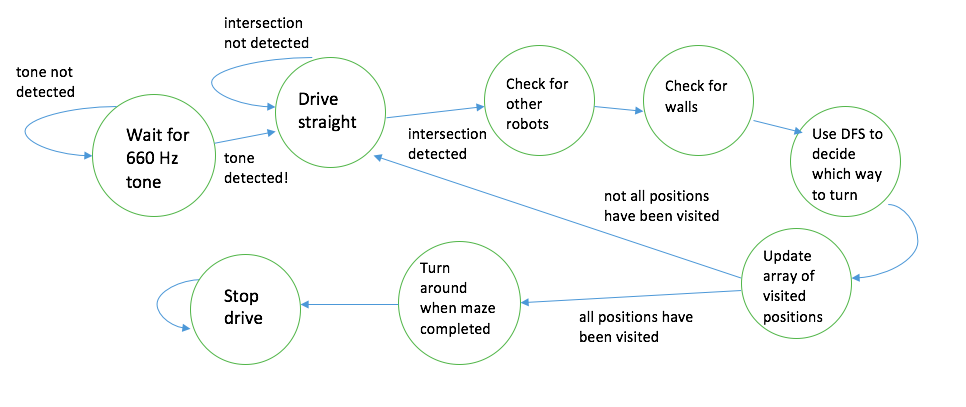 intersection
not detected
tone not
detected
Wait for
660 Hz
tone
tone
detected!
Drive
straight
intersection
detected
Check for
other
robots
Check for
walls
Use DFS to
decide
which way
to turn
not all positions
have been visited
Update
array of
visited
positions
all positions have
been visited
Turn
around
when maze
completed
Stop
drive